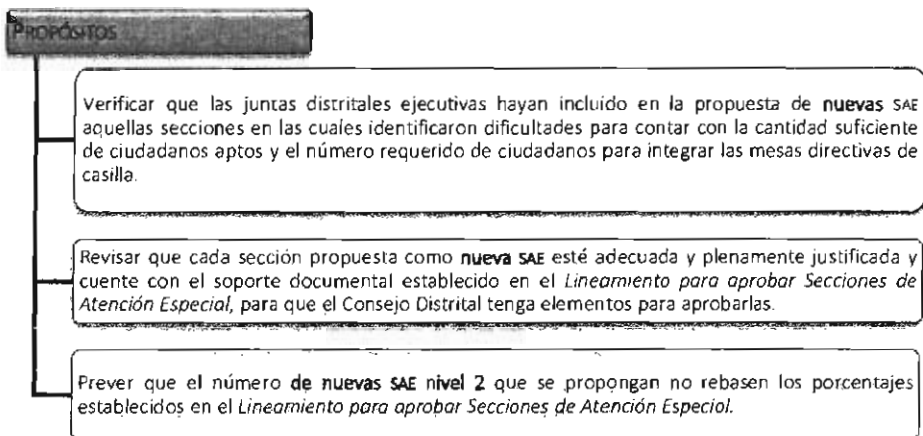 PROPÓSITOS
Verificar que las juntas distritales ejecutivas hayan incluído en la propuesta de nuevas SAE
aquellas secciones en las cuales identificaron dificultades para contar con la cantidad suficiente
de ciudadanos aptos y el número requerido de ciudadanos para integrar las mesas directivas de
casilla.
Revisar que cada sección propuesta como nueva SAE esté adecuada y plenamente justificada y
cuente con el soporte documental establecido en el Lineamiento para aprobar Secciones de
Atención Especial, para que el Consejo Distrital tenga elementos para aprobarlas.
Prever que el número de nuevas SAE nivel 2 que se propongan no rebasen los porcentajes
establecidos en el Lineamiento para aprobar Secciones de Atención Especial.